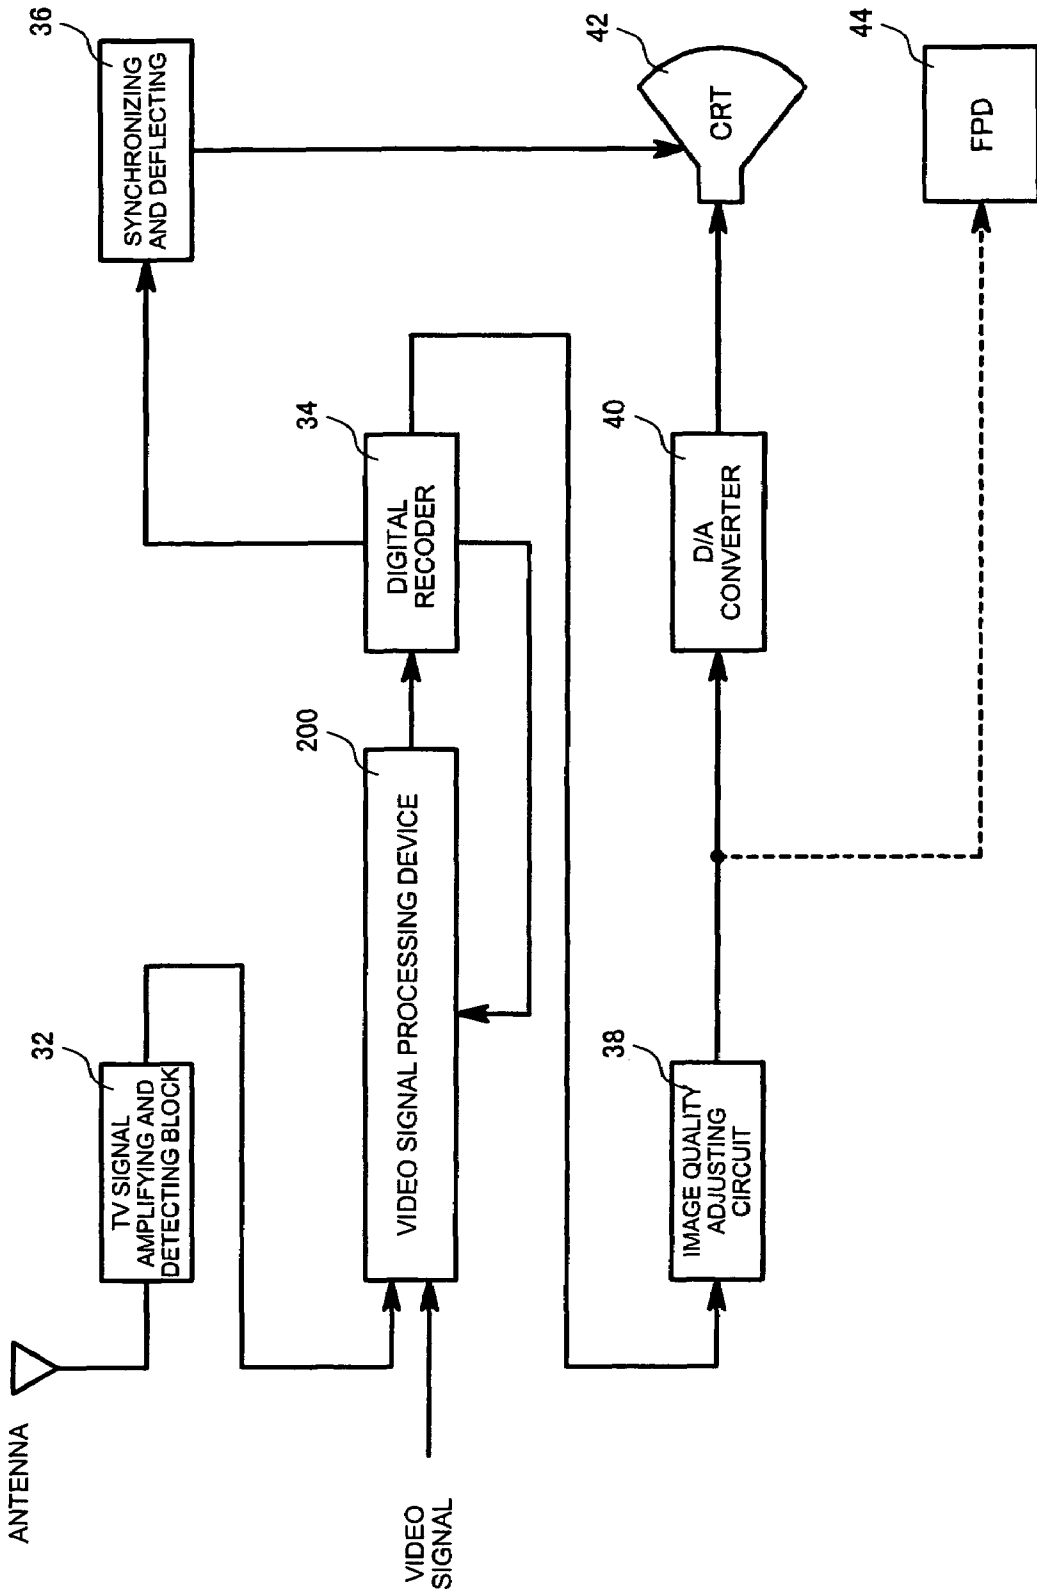 ANTENNA
32
TV SIGNAL
AMPLIFYING AND
DETECTING BLOCK
36
SYNCHRONIZING
AND DEFLECTING
VIDEO
SIGNAL
200
VIDEO SIGNAL PROCESSING DEVICE
34
DIGITAL
RECODER
38
IMAGE QUALITY
ADJUSTING
CIRCUIT
40
D/A
CONVERTER
42
CRT
44
FPD